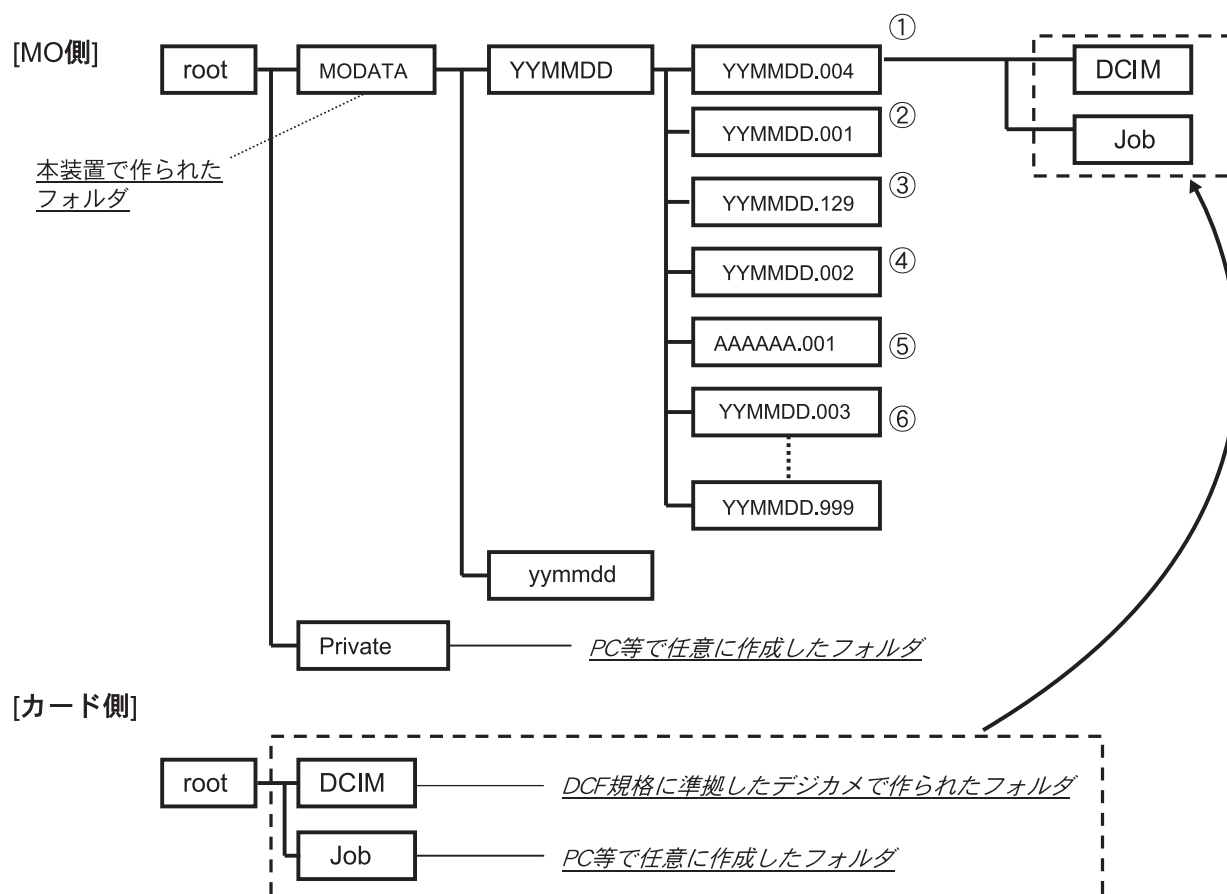 [MO側]
root
MODATA
YYMMDD
YYMMDD.004
①
DCIM
Job
YYMMDD.001
②
本装置で作られた
フォルダ
YYMMDD.129
③
YYMMDD.002
④
AAAAAA.001
⑤
YYMMDD.003
⑥
YYMMDD.999
yymmdd
Private
PC等で任意に作成したフォルダ
[カード側]
root
DCIM
DCF規格に準拠したデジカメで作られたフォルダ
Job
PC等で任意に作成したフォルダ